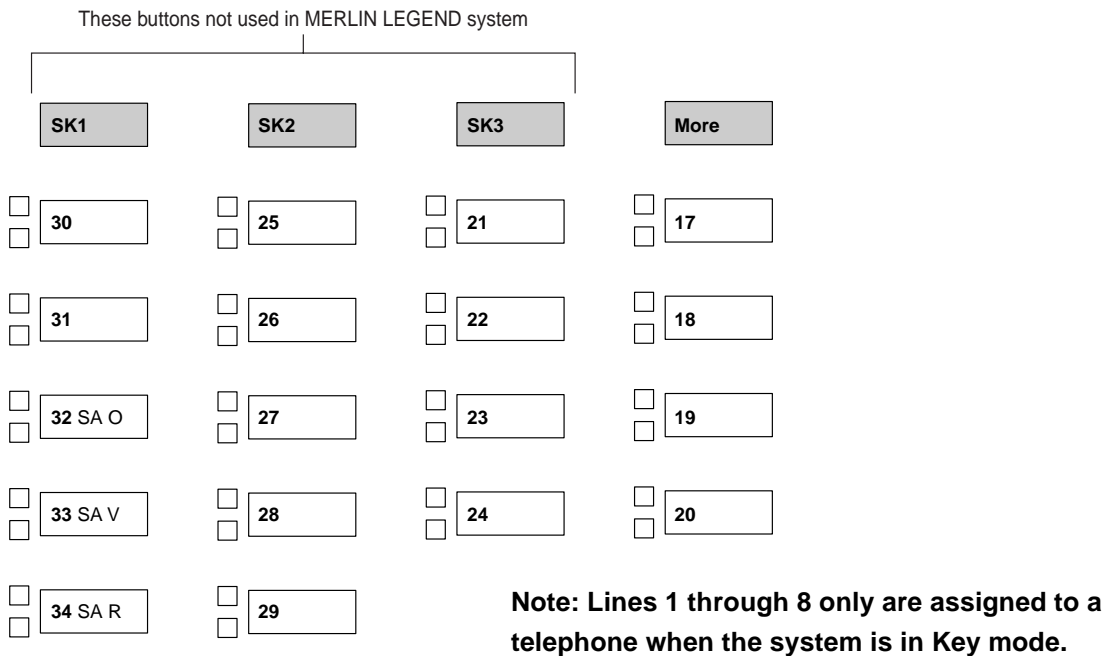 These buttons not used in MERLIN LEGEND system
SK1 SK2 SK3 More
30 25 21 17
31 26 22 18
32 SA O 27 23 19
33 SA V 28 24 20
34 SA R 29
Note: Lines 1 through 8 only are assigned to a
telephone when the system is in Key mode.